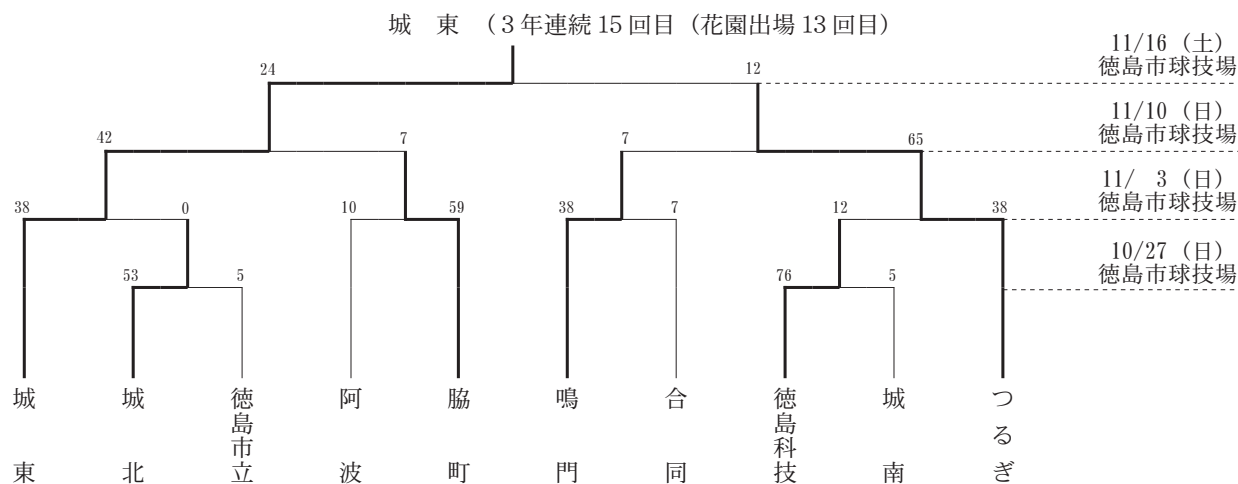 城 東 (3年連続15回目 (花園出場13回目)
11/16 (土)
徳島市球技場
24
12
11/10 (日)
徳島市球技場
42
7
7
65
11/ 3 (日)
徳島市球技場
38
0
10
59
38
7
12
38
10/27 (日)
徳島市球技場
53
5
76
5
城東
城北
徳島市立
阿波
脇町
鳴門
合同
徳島科技
城南
つるぎ